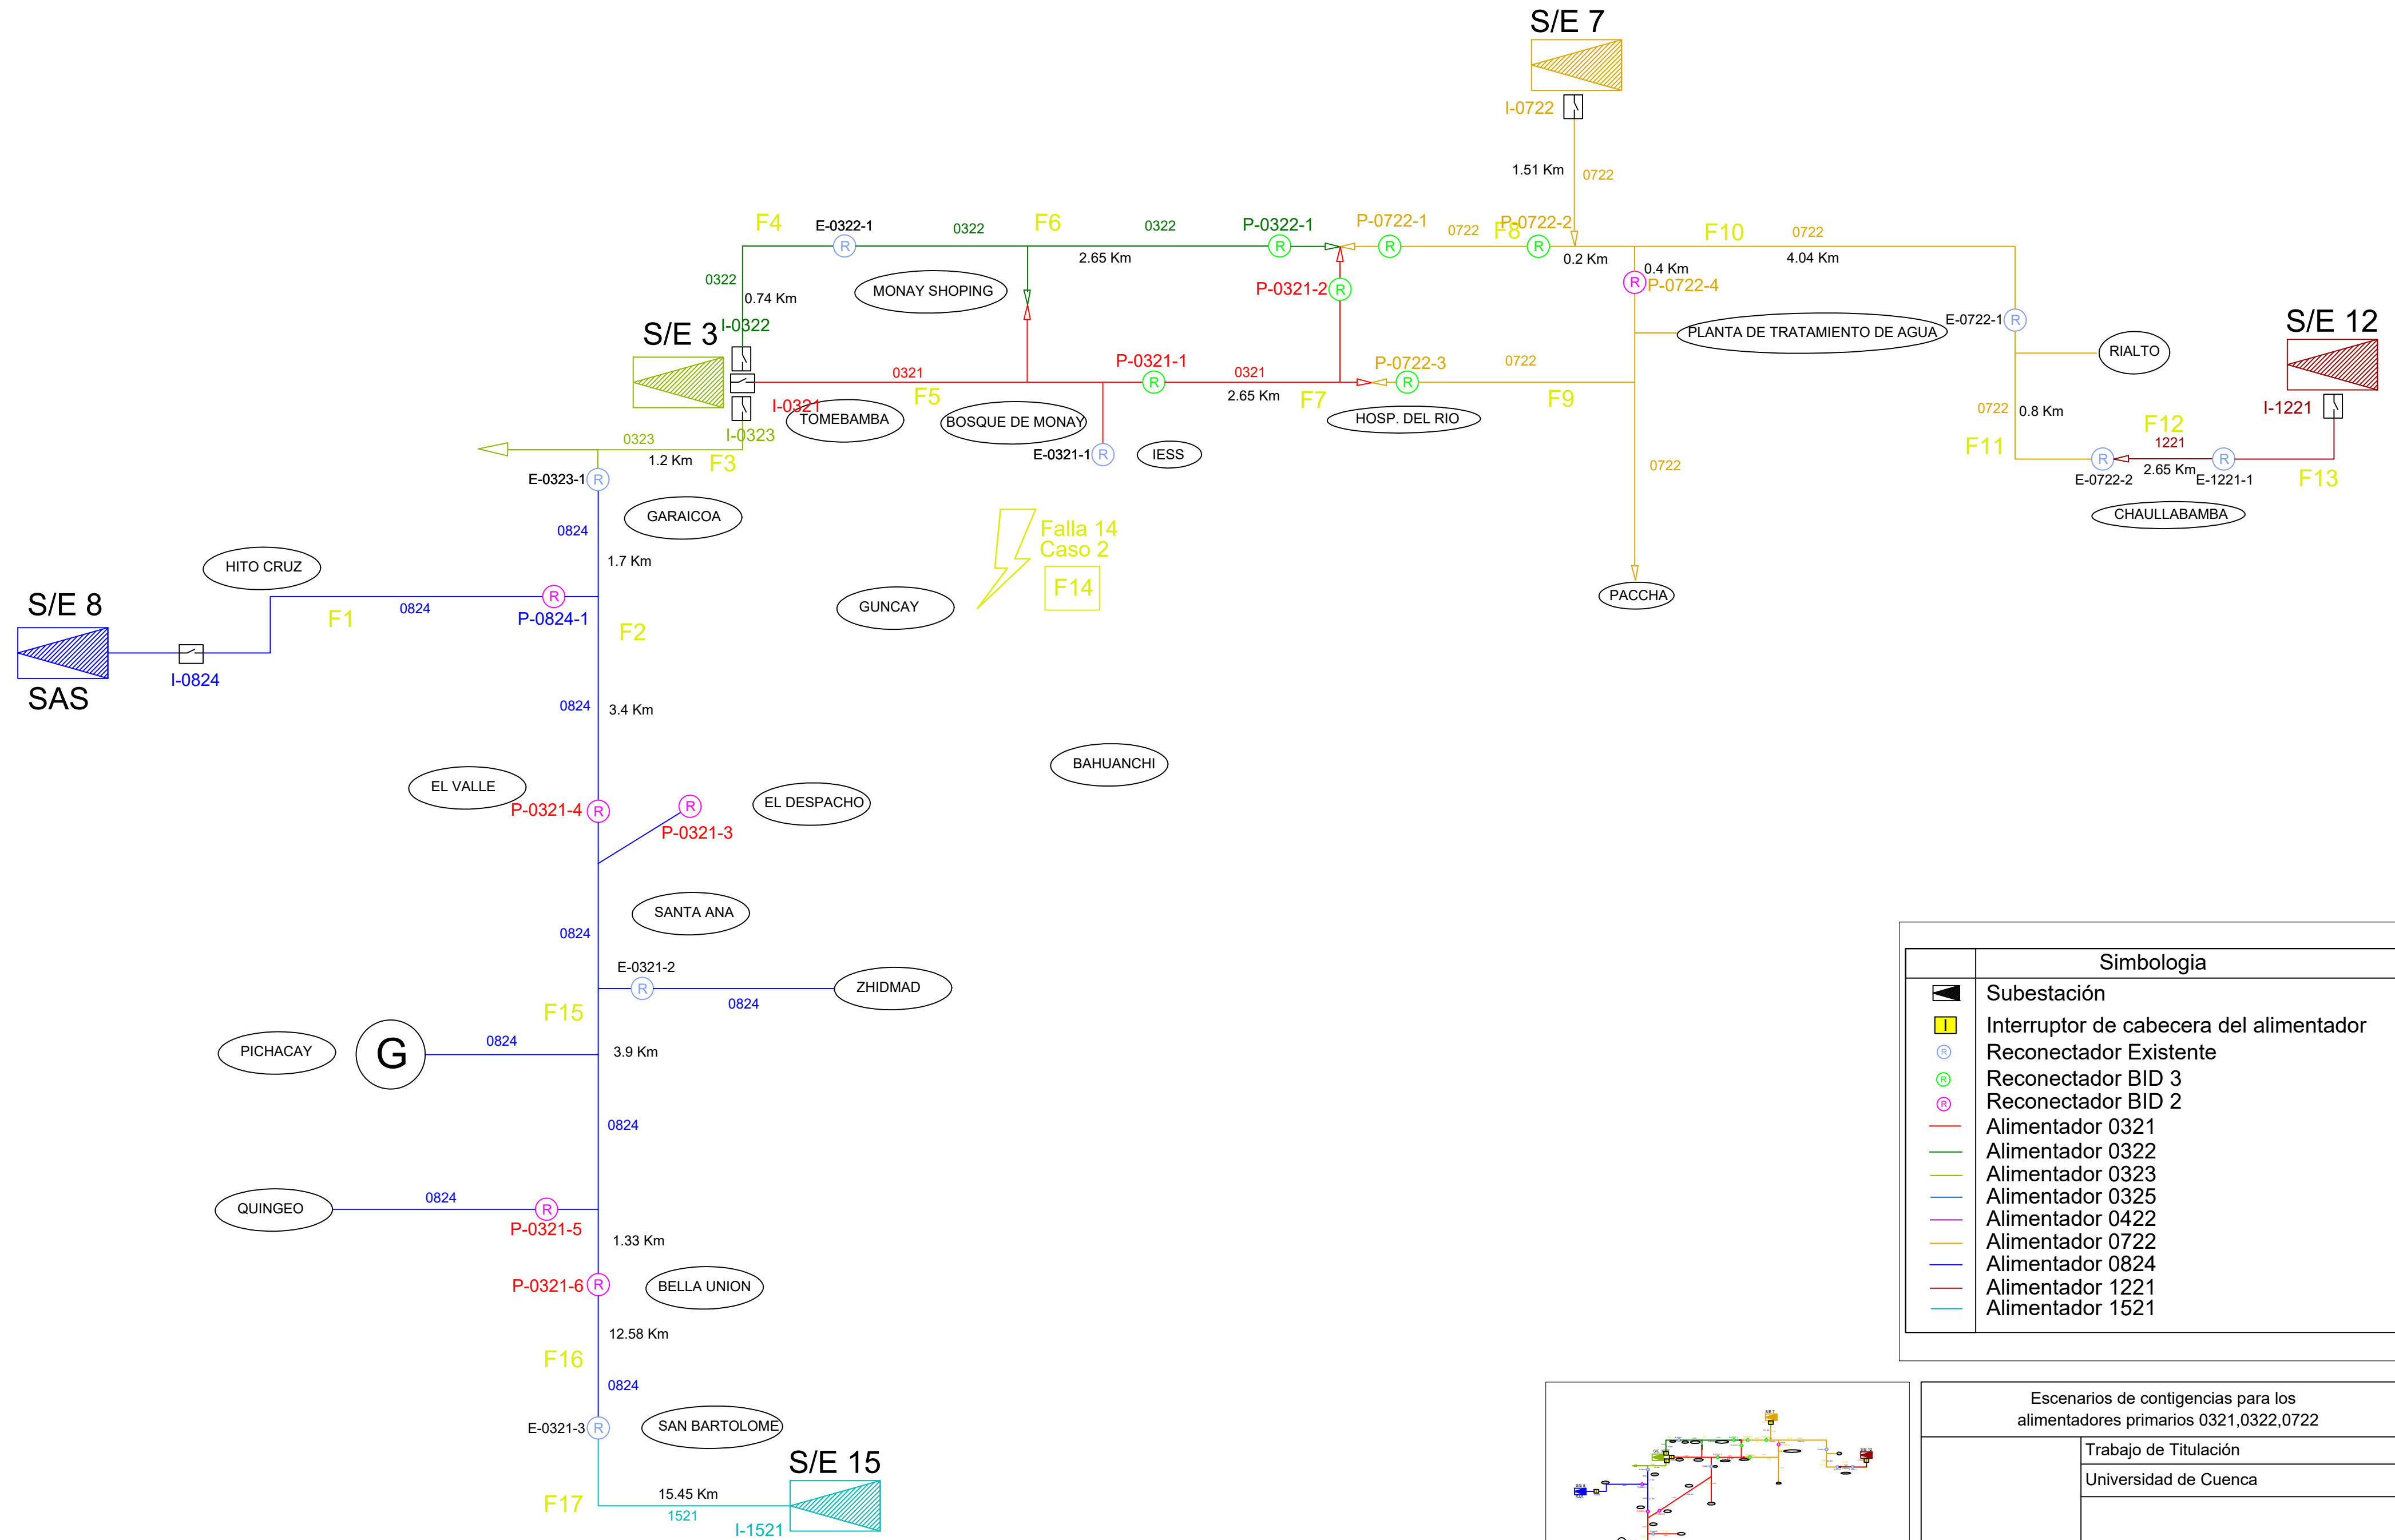 S/E 7
I-0722
1.51 Km
0722
F4
E-0322-1
0322
F6
0322
P-0322-1
P-0722-1
0722
F8
P-0722-2
F10
0722
0.2 Km
4.04 Km
2.65 Km
0322
0.74 Km
MONAY SHOPING
P-0321-2
0.4 Km
P-0722-4
I-0322
S/E 3
PLANTA DE TRATAMIENTO DE AGUA
E-0722-1
S/E 12
RIALTO
0321
P-0321-1
0321
P-0722-3
0722
F5
2.65 Km
F7
F9
I-0321
TOMEBAMBA
BOSQUE DE MONAY
HOSP. DEL RIO
0722
0.8 Km
I-1221
I-0323
0323
1.2 Km
F3
E-0321-1
IESS
0722
F11
F12
1221
2.65 Km
E-0722-2
E-1221-1
F13
E-0323-1
GARAICOA
CHAULLABAMBA
0824
1.7 Km
Falla 14
Caso 2
F14
HITO CRUZ
S/E 8
F1
0824
P-0824-1
F2
GUNCAY
PACCHA
I-0824
SAS
0824
3.4 Km
EL VALLE
P-0321-4
P-0321-3
EL DESPACHO
BAHUANCHI
SANTA ANA
0824
E-0321-2
0824
ZHIDMAD
F15
PICHACAY
G
0824
3.9 Km
0824
QUINGEO
0824
P-0321-5
1.33 Km
P-0321-6
BELLA UNION
12.58 Km
F16
0824
E-0321-3
SAN BARTOLOME
S/E 15
F17
15.45 Km
1521
I-1521
Simbologia
Subestación
I
Interruptor de cabecera del alimentador
R
Reconectador Existente
R
Reconectador BID 3
R
Reconectador BID 2
Alimentador 0321
Alimentador 0322
Alimentador 0323
Alimentador 0325
Alimentador 0422
Alimentador 0722
Alimentador 0824
Alimentador 1221
Alimentador 1521
Escenarios de contigencias para los
alimentadores primarios 0321,0322,0722
Trabajo de Titulación
Universidad de Cuenca